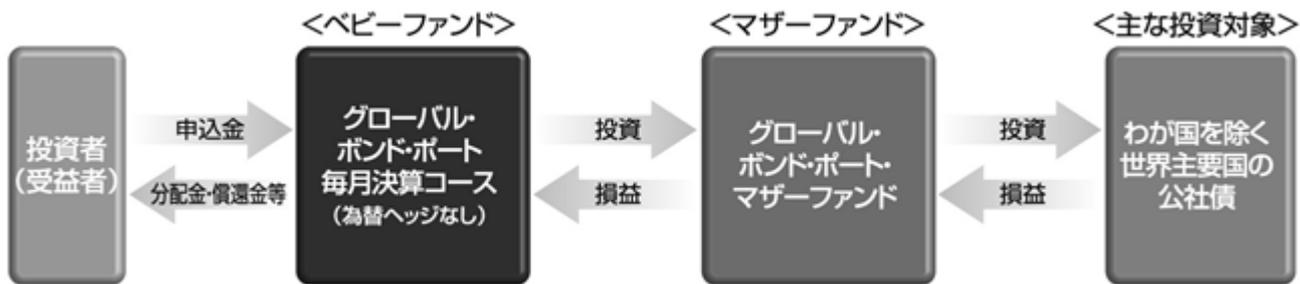 <ベビーファンド>
<マザーファンド>
<主な投資対象>
投資者
(受益者)
申込金
分配金・償還金等
グローバル・
ボンド・ポート
毎月決算コース
(為替ヘッジなし)
投資
損益
グローバル・
ボンド・ポート・
マザーファンド
投資
損益
わが国を除く
世界主要国の
公社債